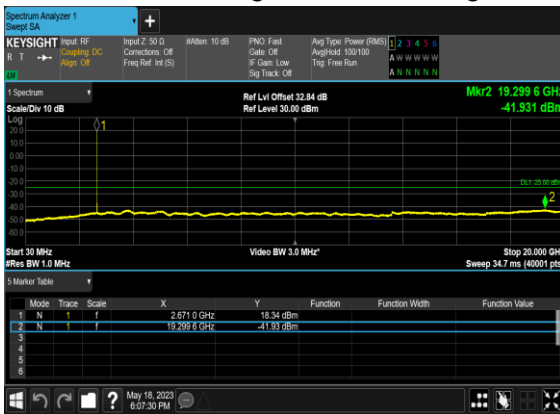 Spectrum Analyzer 1
Swept SA
KEYSIGHT Input: RF Input Z: 50 Ω #Atten: 10 dB PNO: Fast Avg Type: Power (RMS) 1 2 3 4 5 6
R T Coupling: DC Corrections: Off Gate: Off Avg|Hold: 100/100 A W W W W W
Align: Off Freq Ref: Int (S) IF Gain: Low Trig: Free Run
LV Sig Track: Off A N N N N N
1 Spectrum Ref Lvl Offset 32.84 dB Mkr2 19.299 6 GHz
Scale/Div 10 dB Ref Level 30.00 dBm -41.931 dBm
Log
20.0 1
10.0
0.00
-10.0
-20.0 DL1 -25.00 dBm
-30.0 2
-40.0
-50.0
-60.0
Start 30 MHz Video BW 3.0 MHz* Stop 20.000 GHz
#Res BW 1.0 MHz Sweep 34.7 ms (40001 pts)
5 Marker Table
Mode Trace Scale X Y Function Function Width Function Value
1 N 1 f 2.671 0 GHz 18.34 dBm
2 N 1 f 19.299 6 GHz -41.93 dBm
3
4
5
6
May 18, 2023
6:07:30 PM